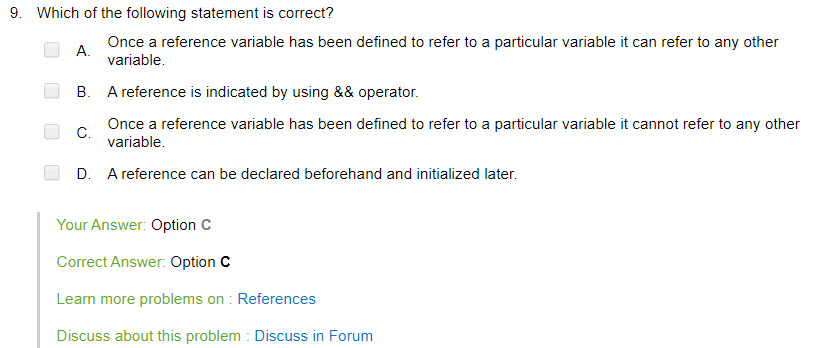 9. Which of the following statement is correct?
A. Once a reference variable has been defined to refer to a particular variable it can refer to any other
variable.
B. A reference is indicated by using && operator.
C. Once a reference variable has been defined to refer to a particular variable it cannot refer to any other
variable.
D. A reference can be declared beforehand and initialized later.
Your Answer: Option C
Correct Answer: Option C
Learn more problems on : References
Discuss about this problem : Discuss in Forum